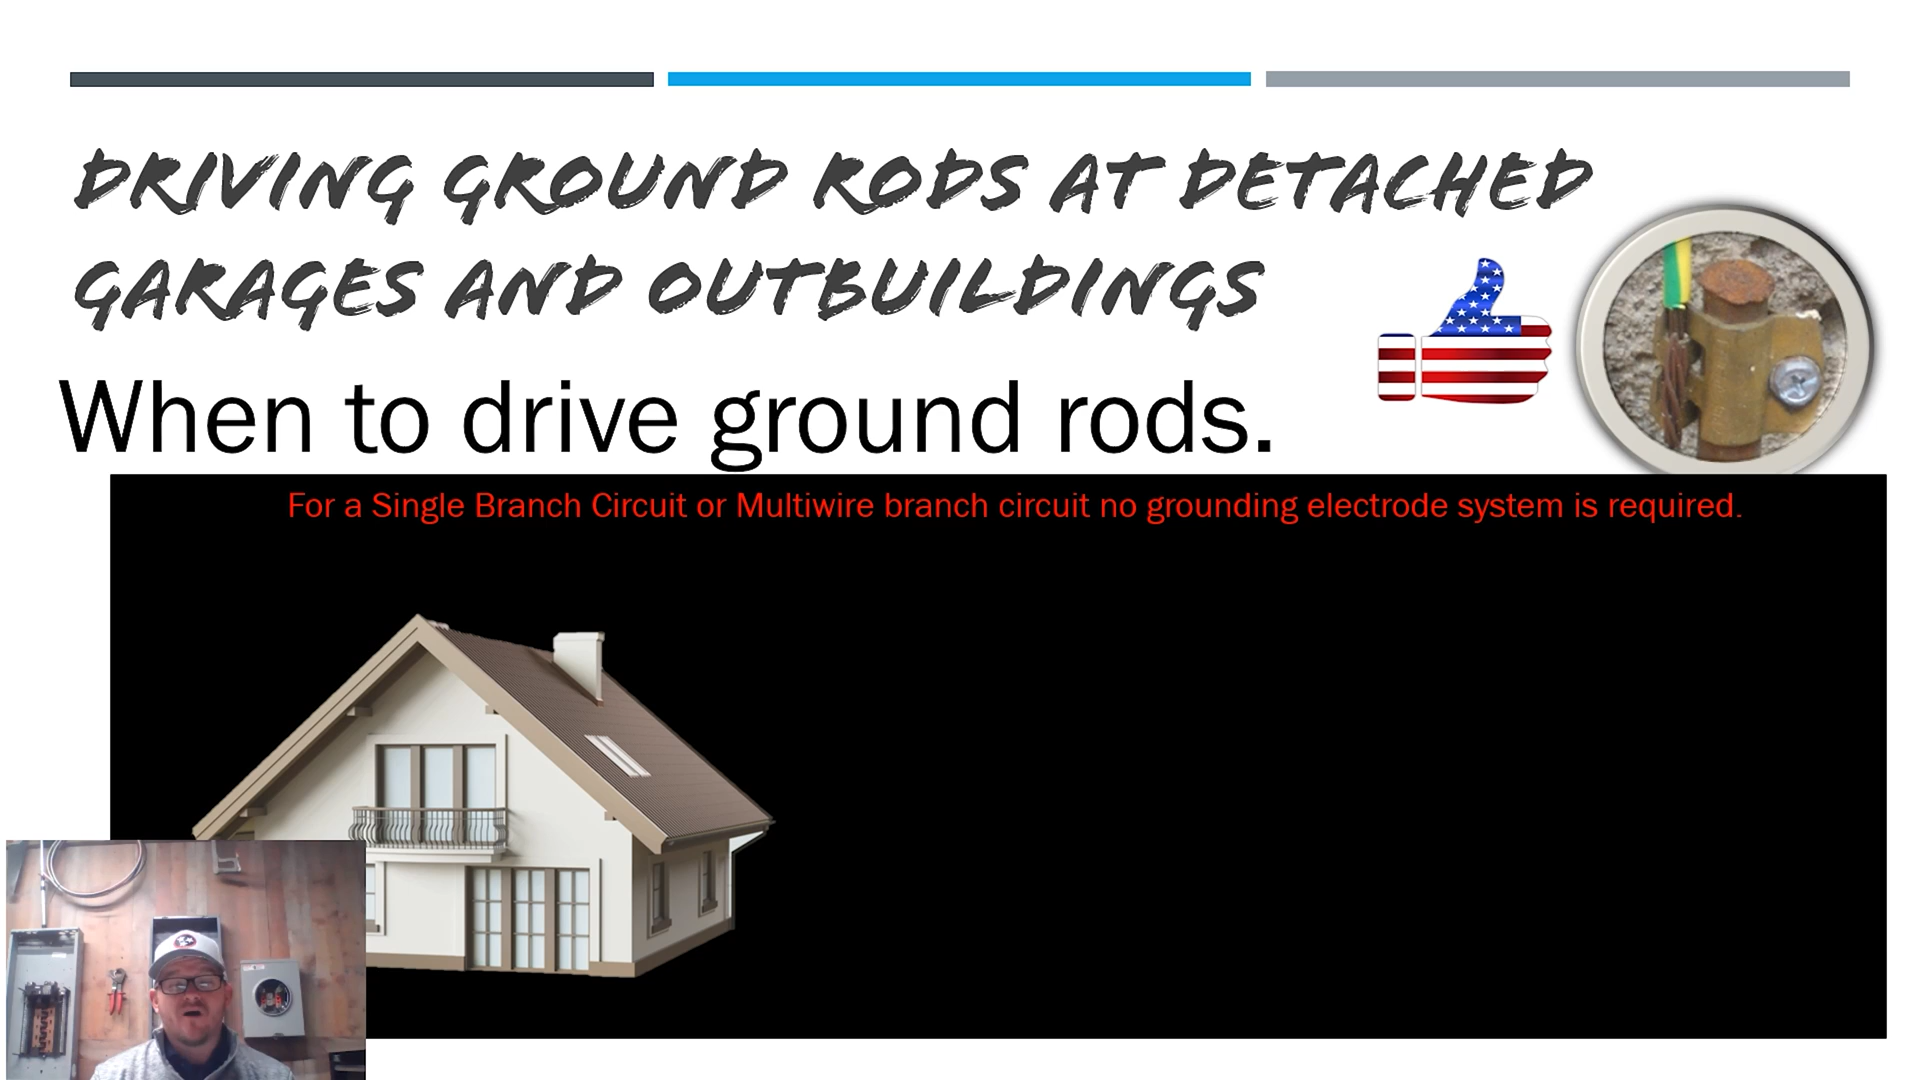 DRIVING GROUND RODS AT DETACHED
GARAGES AND OUTBUILDINGS
When to drive ground rods.
For a Single Branch Circuit or Multiwire branch circuit no grounding electrode system is required.